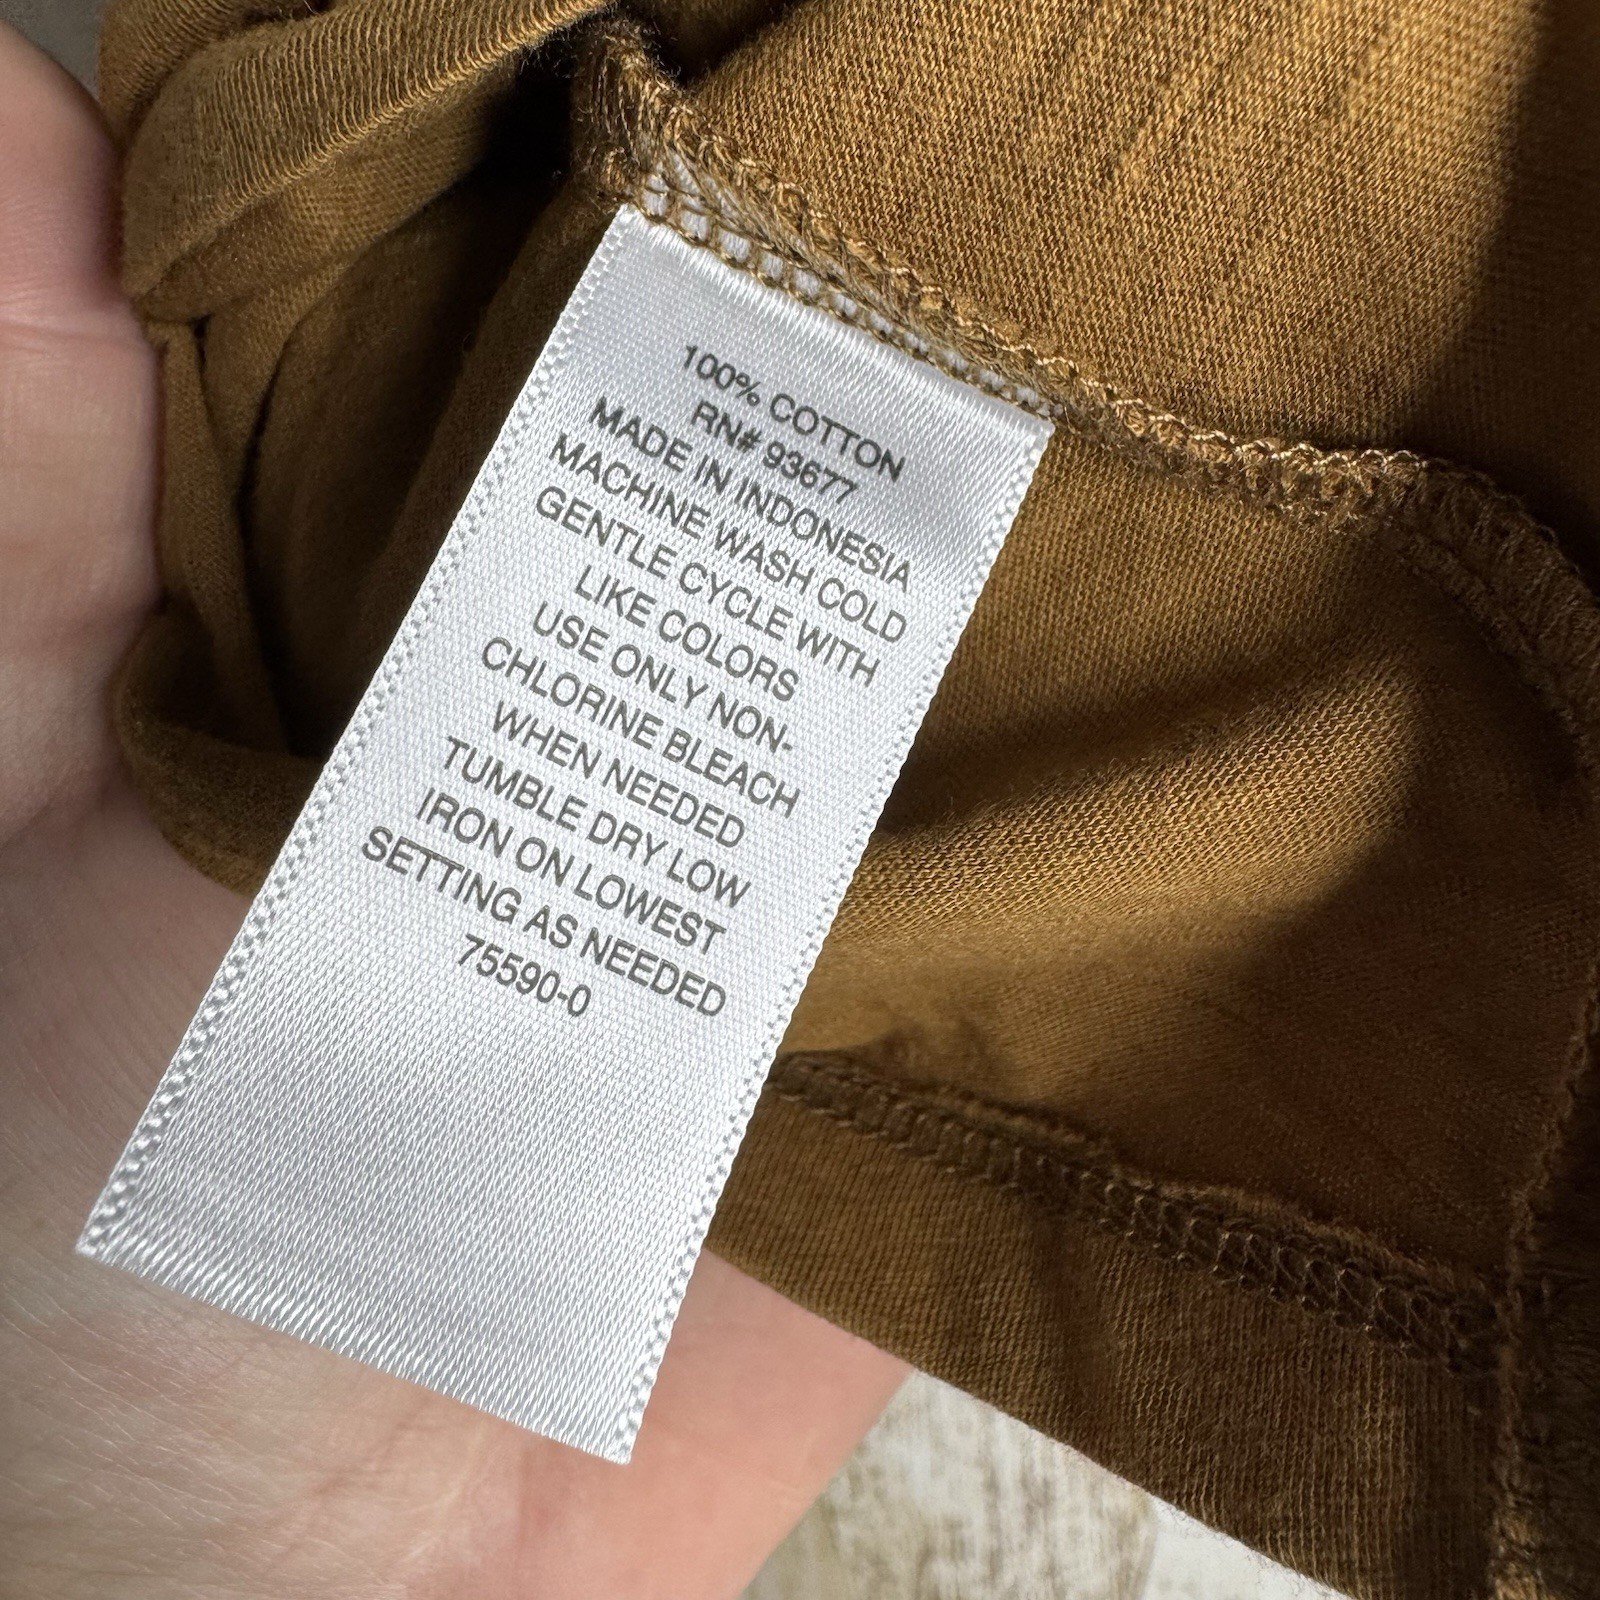 100% COTTON
RN# 93677
MADE IN INDONESIA
MACHINE WASH COLD
GENTLE CYCLE WITH
LIKE COLORS
USE ONLY NON-
CHLORINE BLEACH
WHEN NEEDED
TUMBLE DRY LOW
IRON ON LOWEST
SETTING AS NEEDED
75590-0